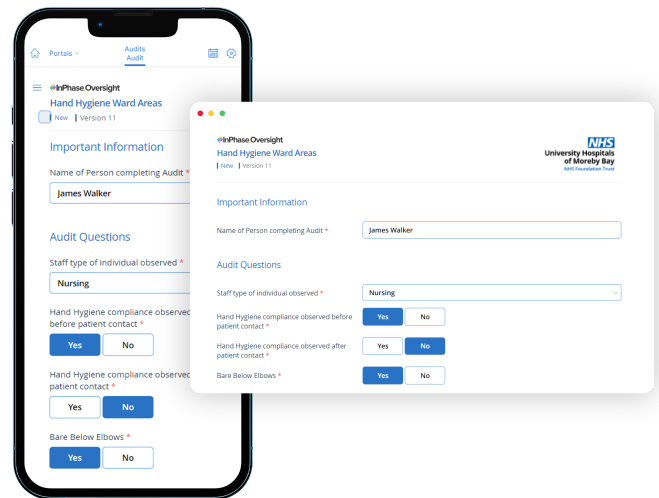 Portals
Audits
Audit
InPhase Oversight
Hand Hygiene Ward Areas
New | Version 11
Important Information
Name of Person completing Audit *
James Walker
Audit Questions
Staff type of individual observed *
Nursing
Hand Hygiene compliance observed
before patient contact *
Yes No
Hand Hygiene compliance observed
patient contact *
Yes No
Bare Below Elbows *
Yes No
InPhase Oversight
Hand Hygiene Ward Areas
New | Version 11
NHS
University Hospitals
of Moreby Bay
NHS Foundation Trust
Important Information
Name of Person completing Audit * James Walker
Audit Questions
Staff type of individual observed * Nursing
Hand Hygiene compliance observed before
patient contact *
Yes No
Hand Hygiene compliance observed after
patient contact *
Yes No
Bare Below Elbows * Yes No